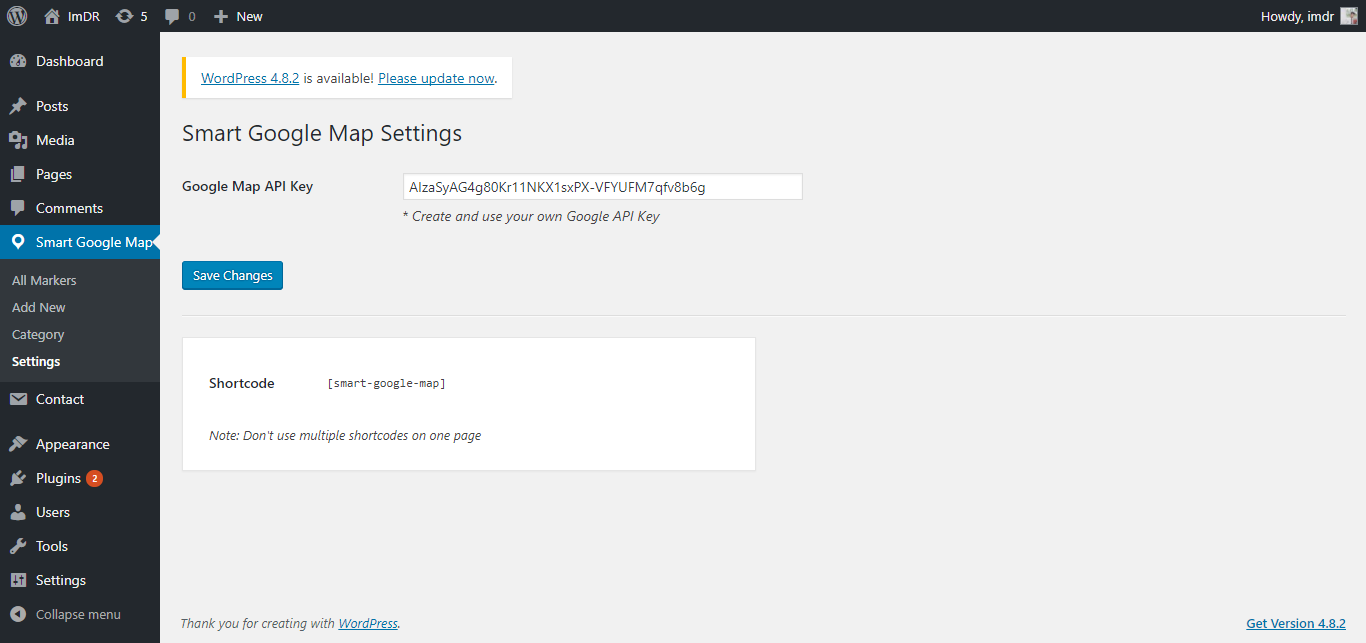 ImDR 5 0 New Howdy, imdr
Dashboard
Posts
Media
Pages
Comments
Smart Google Map
All Markers
Add New
Category
Settings
Contact
Appearance
Plugins 2
Users
Tools
Settings
Collapse menu
WordPress 4.8.2 is available! Please update now.
Smart Google Map Settings
Google Map API Key AIzaSyAG4g80Kr11NKX1sxPX-VFYUFM7qfv8b6g
* Create and use your own Google API Key
Save Changes
Shortcode [smart-google-map]
Note: Don't use multiple shortcodes on one page
Thank you for creating with WordPress. Get Version 4.8.2